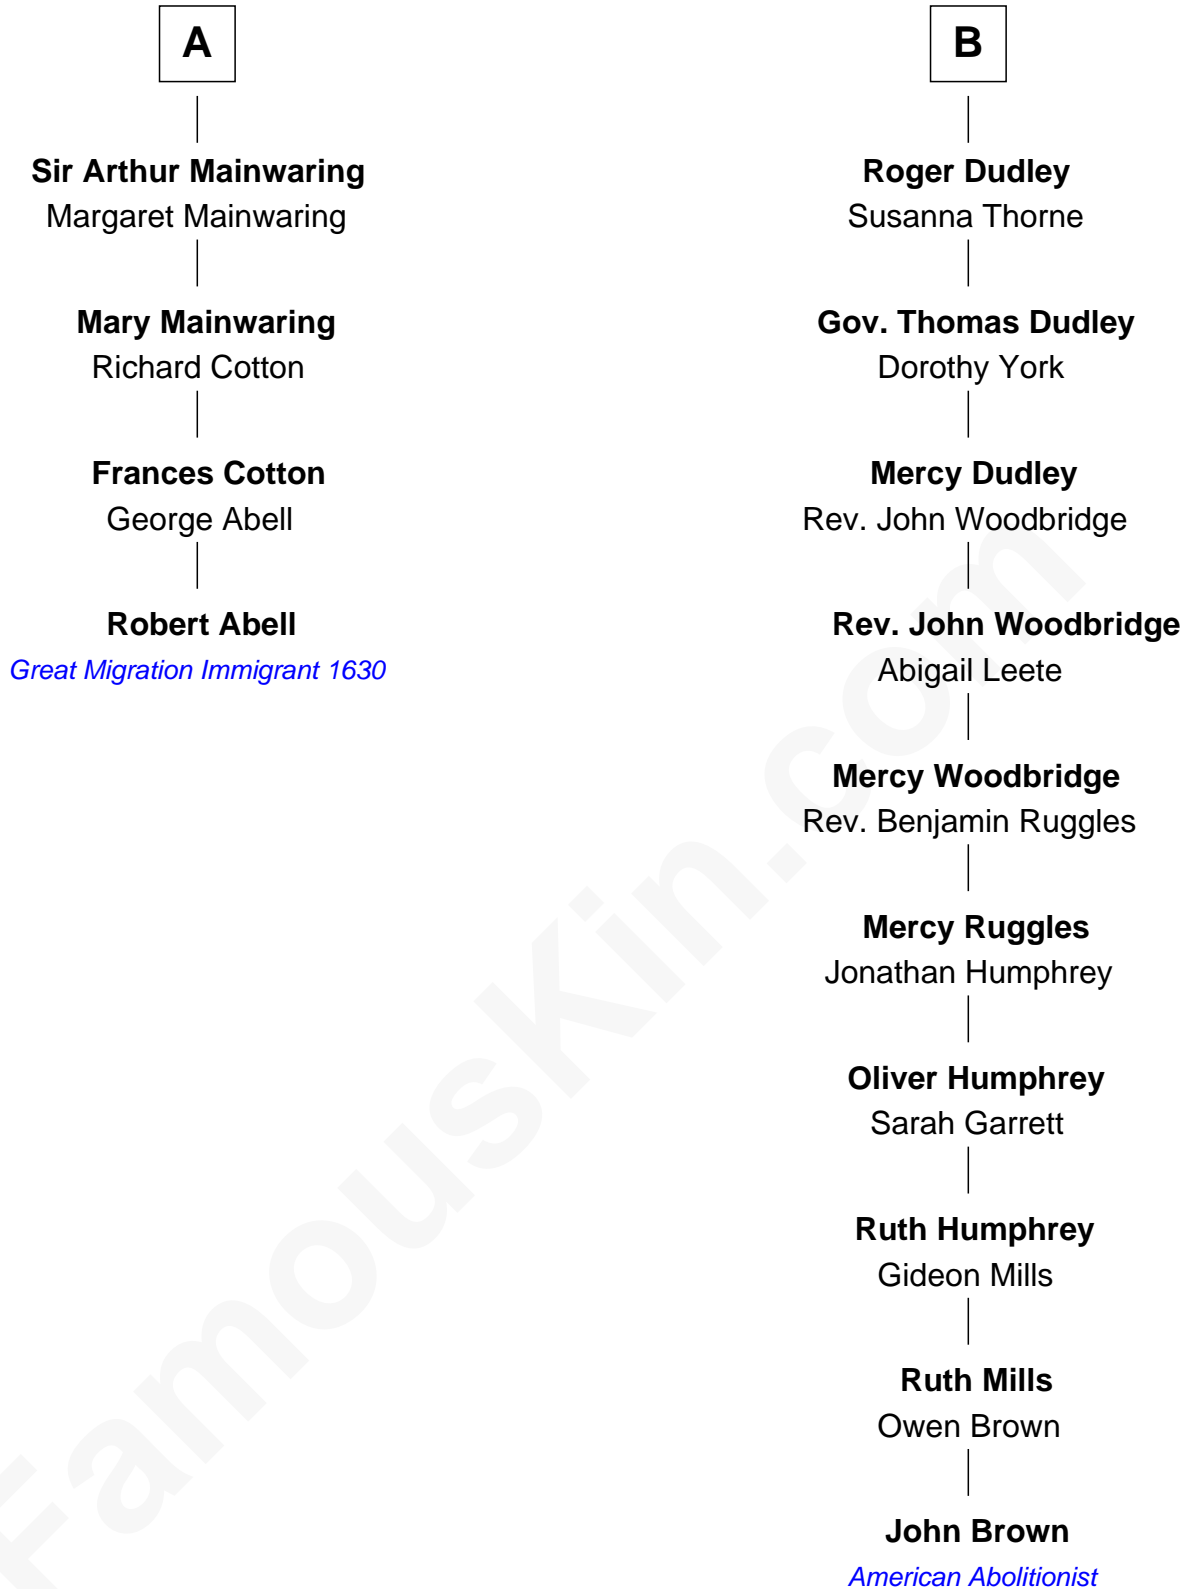 A
Sir Arthur Mainwaring
Margaret Mainwaring
Mary Mainwaring
Richard Cotton
Frances Cotton
George Abell
Robert Abell
Great Migration Immigrant 1630
B
Roger Dudley
Susanna Thorne
Gov. Thomas Dudley
Dorothy York
Mercy Dudley
Rev. John Woodbridge
Rev. John Woodbridge
Abigail Leete
Mercy Woodbridge
Rev. Benjamin Ruggles
Mercy Ruggles
Jonathan Humphrey
Oliver Humphrey
Sarah Garrett
Ruth Humphrey
Gideon Mills
Ruth Mills
Owen Brown
John Brown
American Abolitionist
FamousKin.com